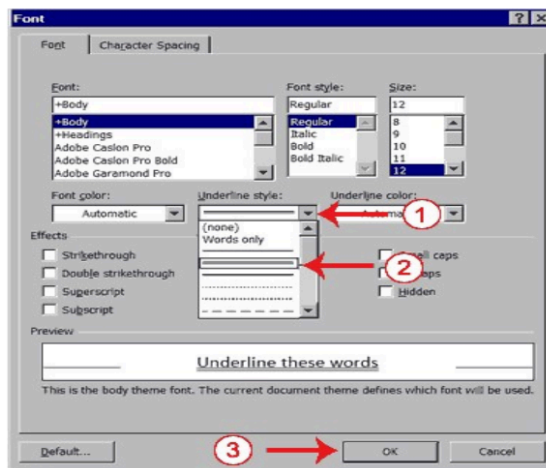 Font
Font Character Spacing
Font: Font style: Size:
+Body Regular 12
+Body Regular 8
+Headings Italic 9
Adobe Caslon Pro Bold 10
Adobe Caslon Pro Bold Bold Italic 11
Adobe Garamond Pro 12
Font color: Underline style: Underline color:
Automatic 1
(none)
Words only
Effects
Strikethrough caps
Double strikethrough 2
Superscript Hidden
Subscript
Preview
Underline these words
This is the body theme font. The current document theme defines which font will be used.
Default... 3 OK Cancel